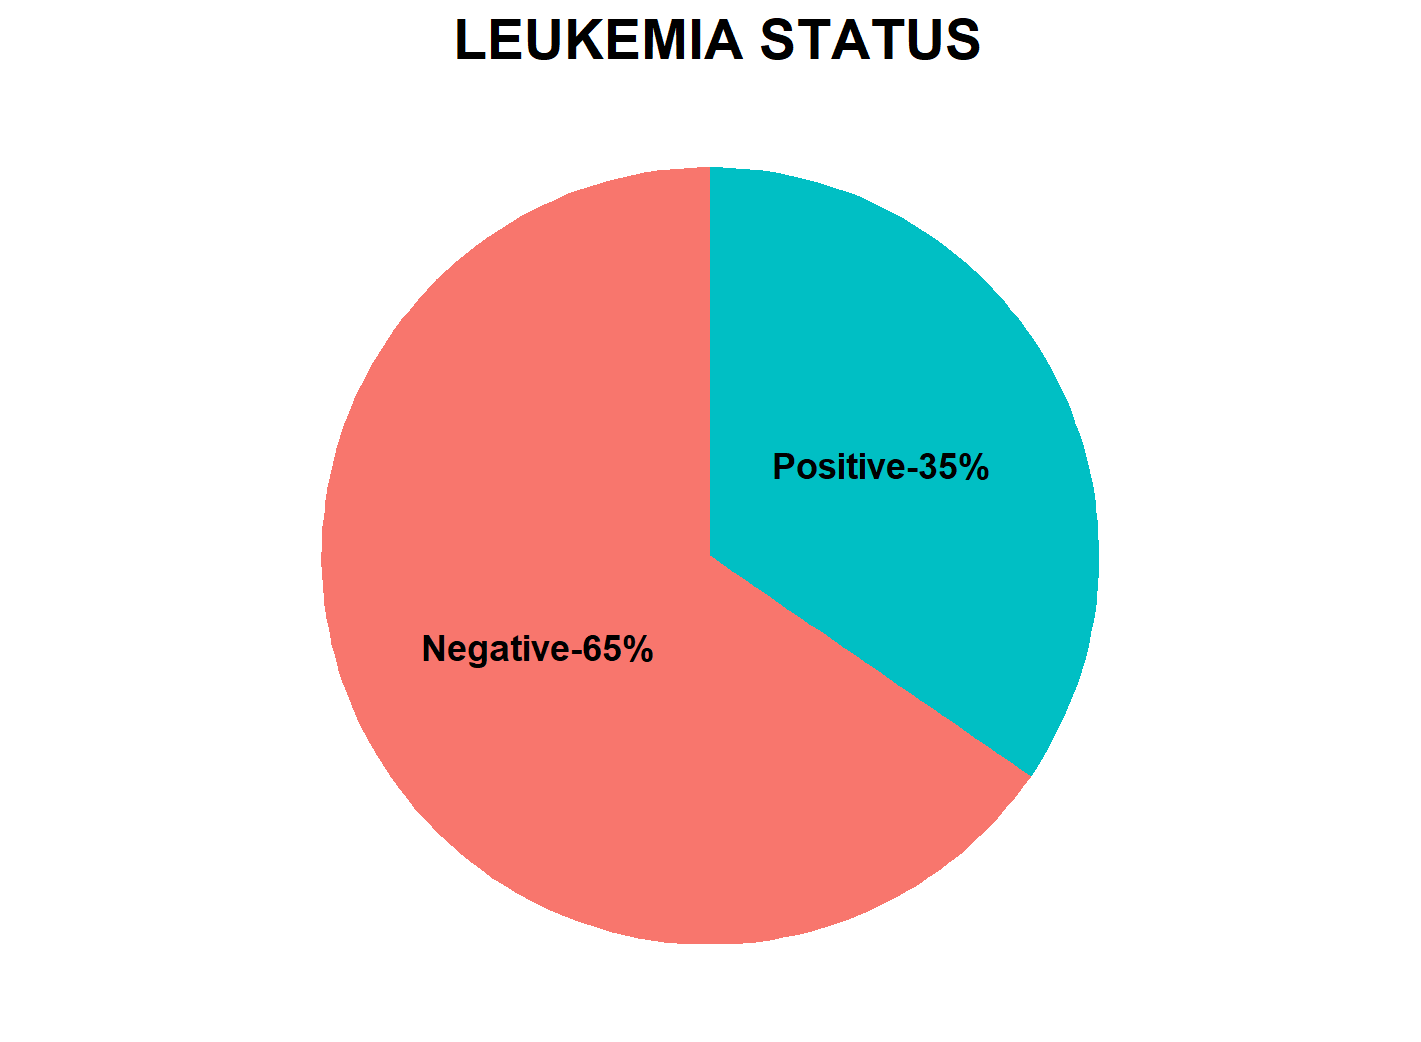 LEUKEMIA STATUS
Positive-35%
Negative-65%